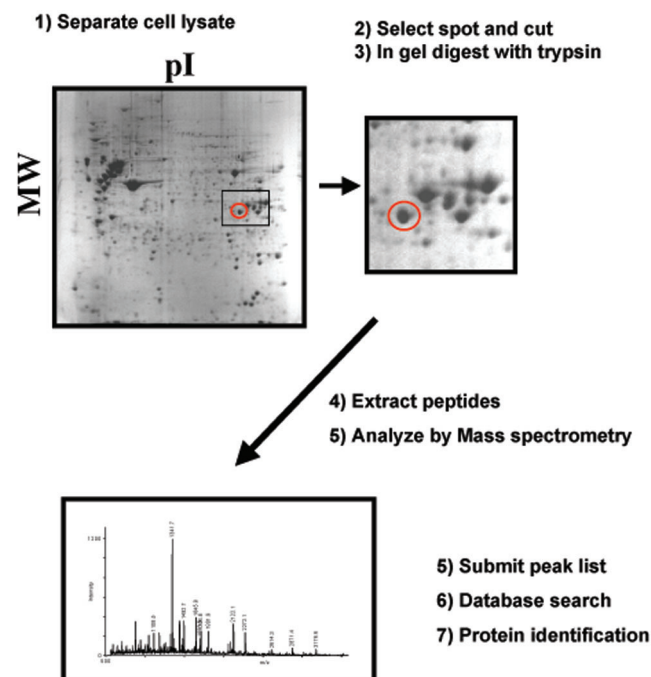 1) Separate cell lysate
2) Select spot and cut
3) In gel digest with trypsin
pI
MW
4) Extract peptides
5) Analyze by Mass spectrometry
5) Submit peak list
6) Database search
7) Protein identification
Intensity
m/z